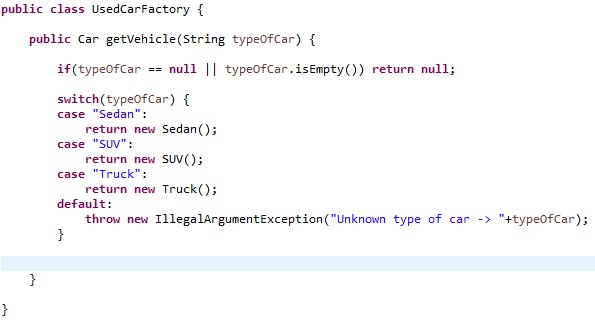 public class UsedCarFactory {
public Car getVehicle(String typeOfCar) {
if(typeOfCar == null || typeOfCar.isEmpty()) return null;
switch(typeOfCar) {
case "Sedan":
return new Sedan();
case "SUV":
return new SUV();
case "Truck":
return new Truck();
default:
throw new IllegalArgumentException("Unknown type of car -> "+typeOfCar);
}
}
}